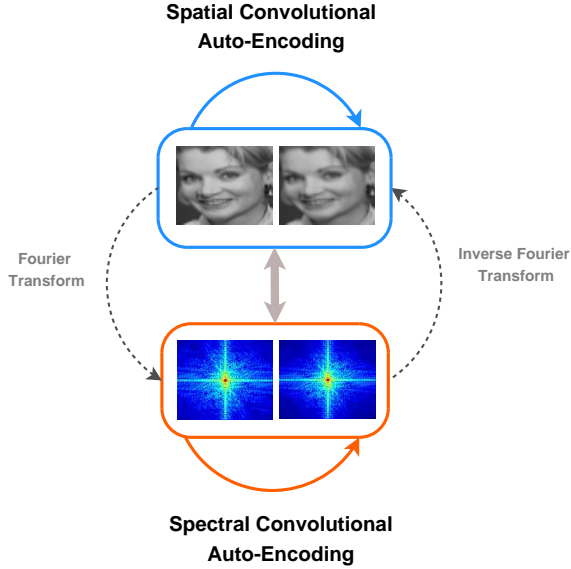 Spatial Convolutional
Auto-Encoding
Fourier
Transform
Inverse Fourier
Transform
Spectral Convolutional
Auto-Encoding